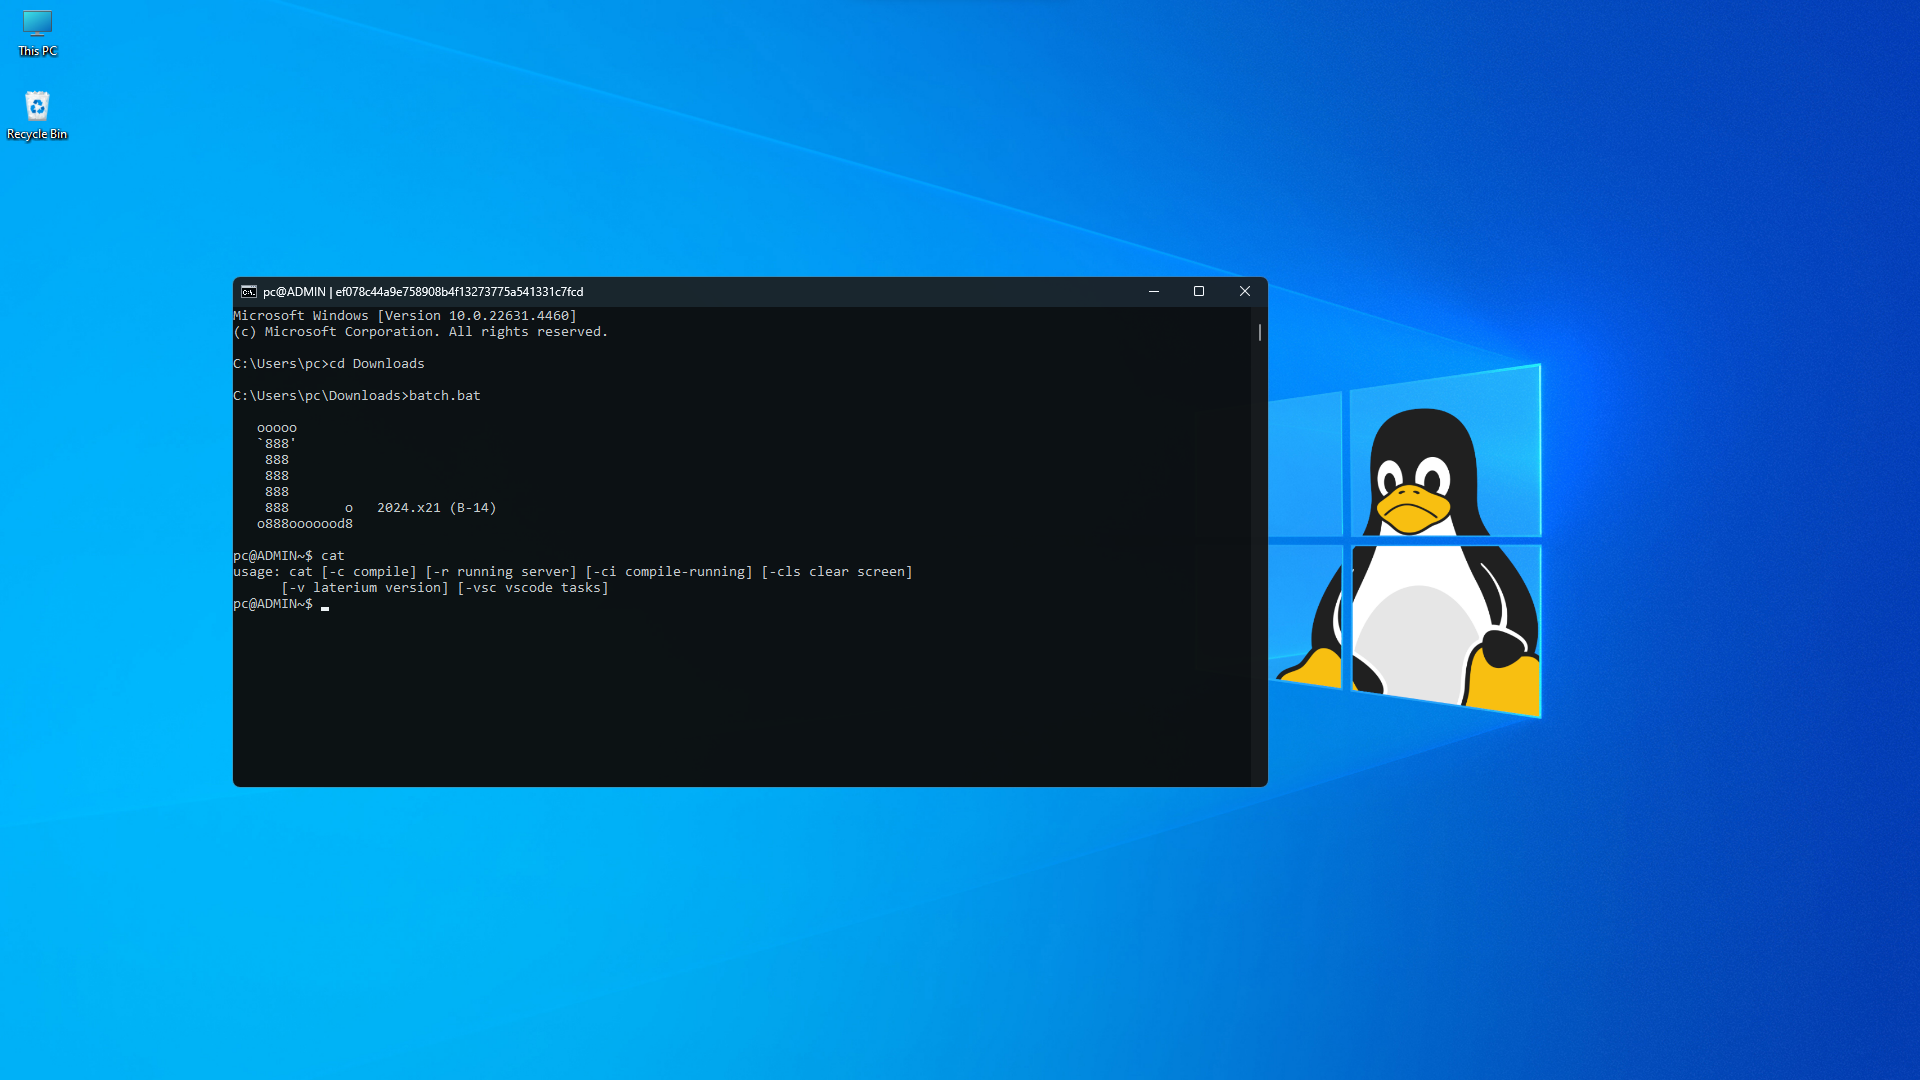 This PC
Recycle Bin
pc@ADMIN | ef078c44a9e758908b4f13273775a541331c7fcd
Microsoft Windows [Version 10.0.22631.4460]
(c) Microsoft Corporation. All rights reserved.
C:\Users\pc>cd Downloads
C:\Users\pc\Downloads>batch.bat
ooooo
`888'
888
888
888
888       o   2024.x21 (B-14)
o888ooooood8
pc@ADMIN~$ cat
usage: cat [-c compile] [-r running server] [-ci compile-running] [-cls clear screen]
[-v laterium version] [-vsc vscode tasks]
pc@ADMIN~$